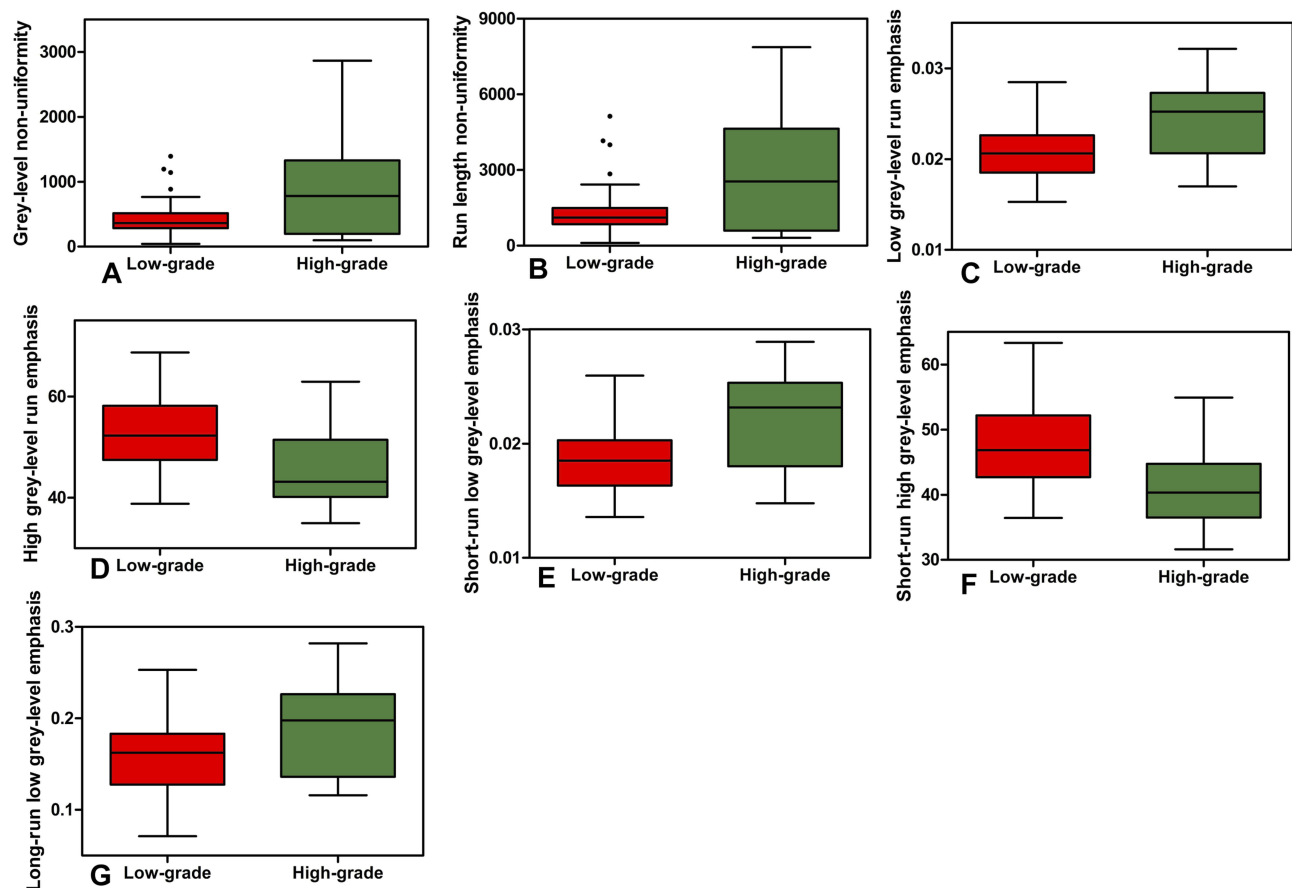 Grey-level non-uniformity
3000
2000
1000
0
A
Low-grade
High-grade
Run length non-uniformity
9000
6000
3000
0
B
Low-grade
High-grade
Low grey-level run emphasis
0.03
0.02
0.01
C
Low-grade
High-grade
High grey-level run emphasis
60
40
D
Low-grade
High-grade
Short-run low grey-level emphasis
0.03
0.02
0.01
E
Low-grade
High-grade
Short-run high grey-level emphasis
60
50
40
30
F
Low-grade
High-grade
Long-run low grey-level emphasis
0.3
0.2
0.1
G
Low-grade
High-grade